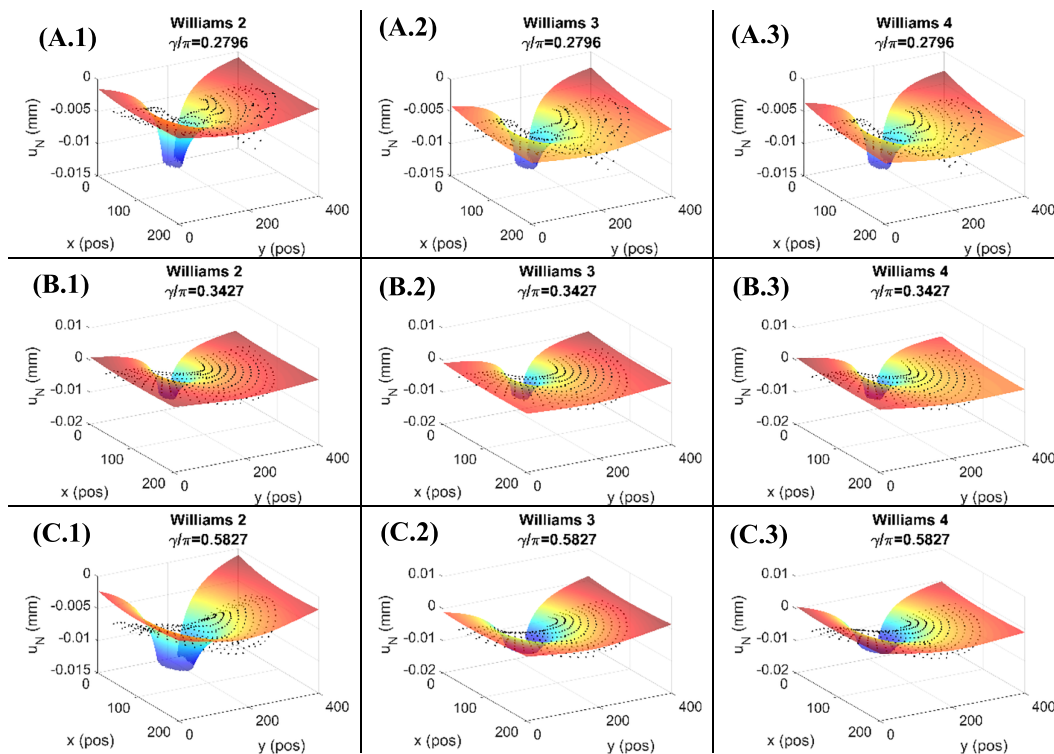 (A.1)
Williams 2
γ/π=0.2796
0
-0.005
-0.01
-0.015
u_N (mm)
0
100
200
x (pos)
0
200
400
y (pos)
(A.2)
Williams 3
γ/π=0.2796
0
-0.005
-0.01
-0.015
u_N (mm)
0
100
200
x (pos)
0
200
400
y (pos)
(A.3)
Williams 4
γ/π=0.2796
0
-0.005
-0.01
-0.015
u_N (mm)
0
100
200
x (pos)
0
200
400
y (pos)
(B.1)
Williams 2
γ/π=0.3427
0.01
0
-0.01
-0.02
u_N (mm)
0
100
200
x (pos)
0
200
400
y (pos)
(B.2)
Williams 3
γ/π=0.3427
0.01
0
-0.01
-0.02
u_N (mm)
0
100
200
x (pos)
0
200
400
y (pos)
(B.3)
Williams 4
γ/π=0.3427
0.01
0
-0.01
-0.02
u_N (mm)
0
100
200
x (pos)
0
200
400
y (pos)
(C.1)
Williams 2
γ/π=0.5827
0
-0.005
-0.01
-0.015
u_N (mm)
0
100
200
x (pos)
0
200
400
y (pos)
(C.2)
Williams 3
γ/π=0.5827
0.01
0
-0.01
-0.02
u_N (mm)
0
100
200
x (pos)
0
200
400
y (pos)
(C.3)
Williams 4
γ/π=0.5827
0.01
0
-0.01
-0.02
u_N (mm)
0
100
200
x (pos)
0
200
400
y (pos)